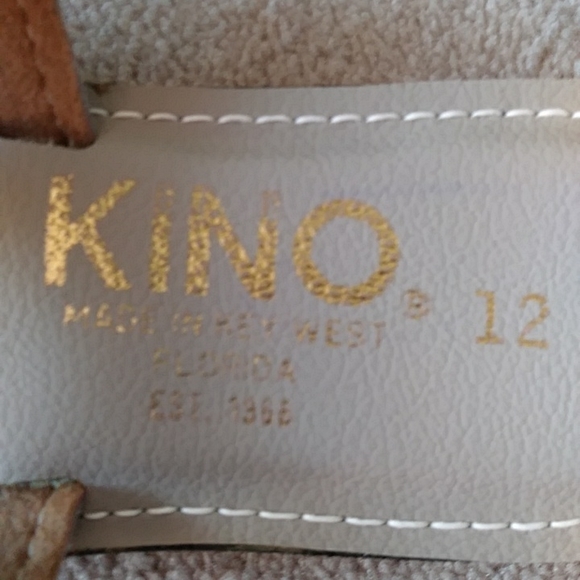 KINO®
12
MADE IN KEY WEST
FLORIDA
EST. 1966